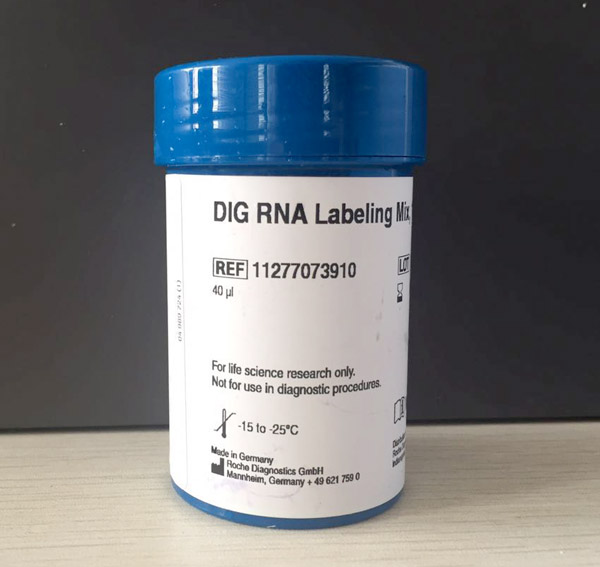 DIG RNA Labeling Mix,
REF 11277073910
LOT
40 µl
For life science research only.
Not for use in diagnostic procedures.
-15 to -25°C
Made in Germany
Roche Diagnostics GmbH
Mannheim, Germany + 49 621 759 0